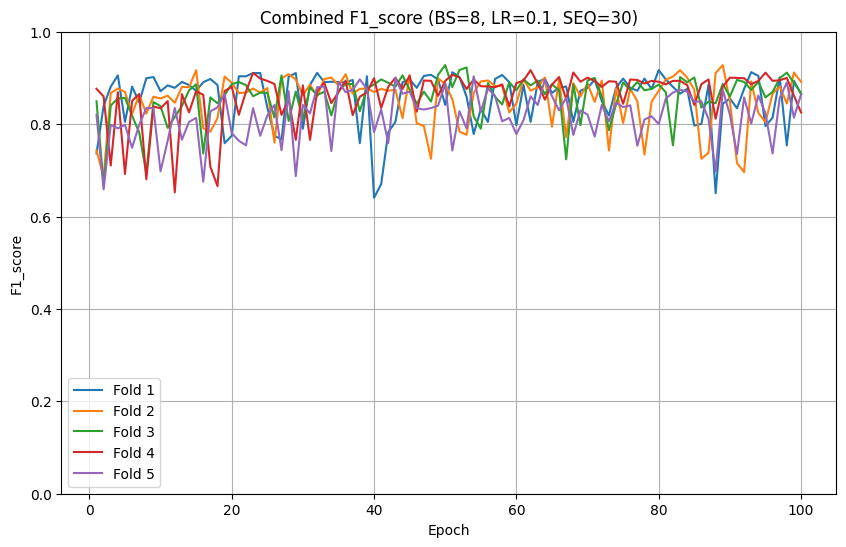 Combined F1_score (BS=8, LR=0.1, SEQ=30)
1.0
0.8
0.6
0.4
0.2
0.0
F1_score
Fold 1
Fold 2
Fold 3
Fold 4
Fold 5
0 20 40 60 80 100
Epoch